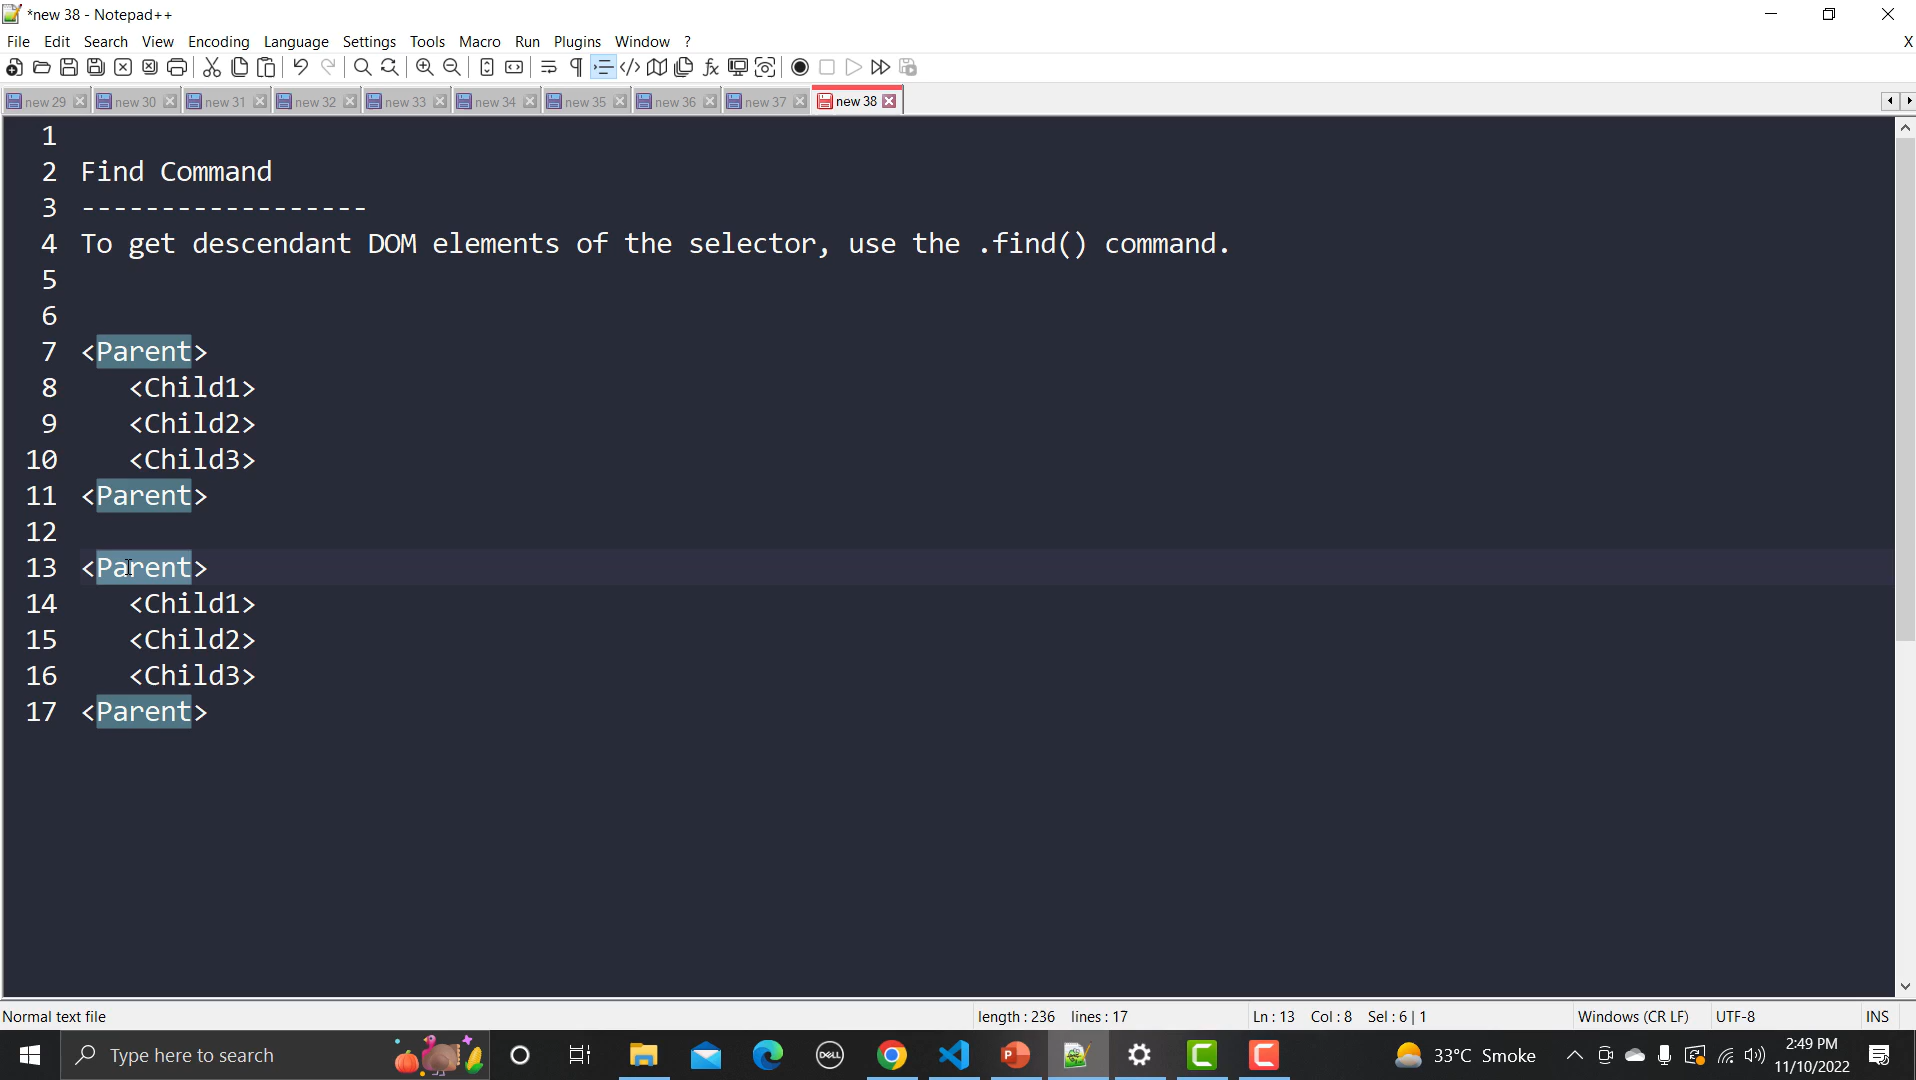 *new 38 - Notepad++
File Edit Search View Encoding Language Settings Tools Macro Run Plugins Window ? X
new 29 new 30 new 31 new 32 new 33 new 34 new 35 new 36 new 37 new 38
1
2 Find Command
3 ------------------
4 To get descendant DOM elements of the selector, use the .find() command.
5
6
7 <Parent>
8 <Child1>
9 <Child2>
10 <Child3>
11 <Parent>
12
13 <Parent>
14 <Child1>
15 <Child2>
16 <Child3>
17 <Parent>
Normal text file length : 236 lines : 17 Ln : 13 Col : 8 Sel : 6 | 1 Windows (CR LF) UTF-8 INS
Type here to search DELL 33°C Smoke 2:49 PM
11/10/2022